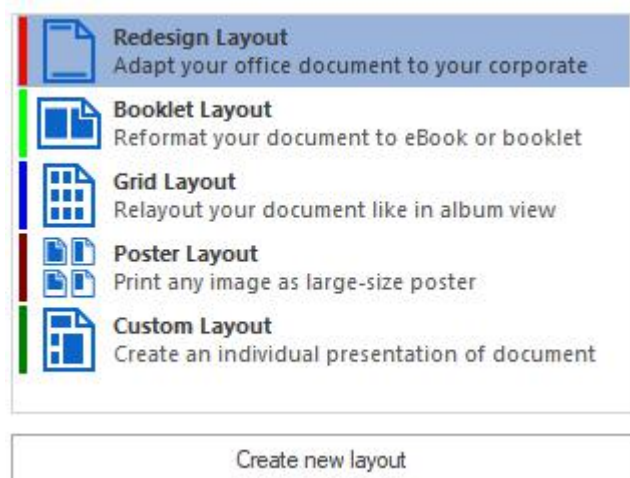 Redesign Layout
Adapt your office document to your corporate
Booklet Layout
Reformat your document to eBook or booklet
Grid Layout
Relayout your document like in album view
Poster Layout
Print any image as large-size poster
Custom Layout
Create an individual presentation of document
Create new layout